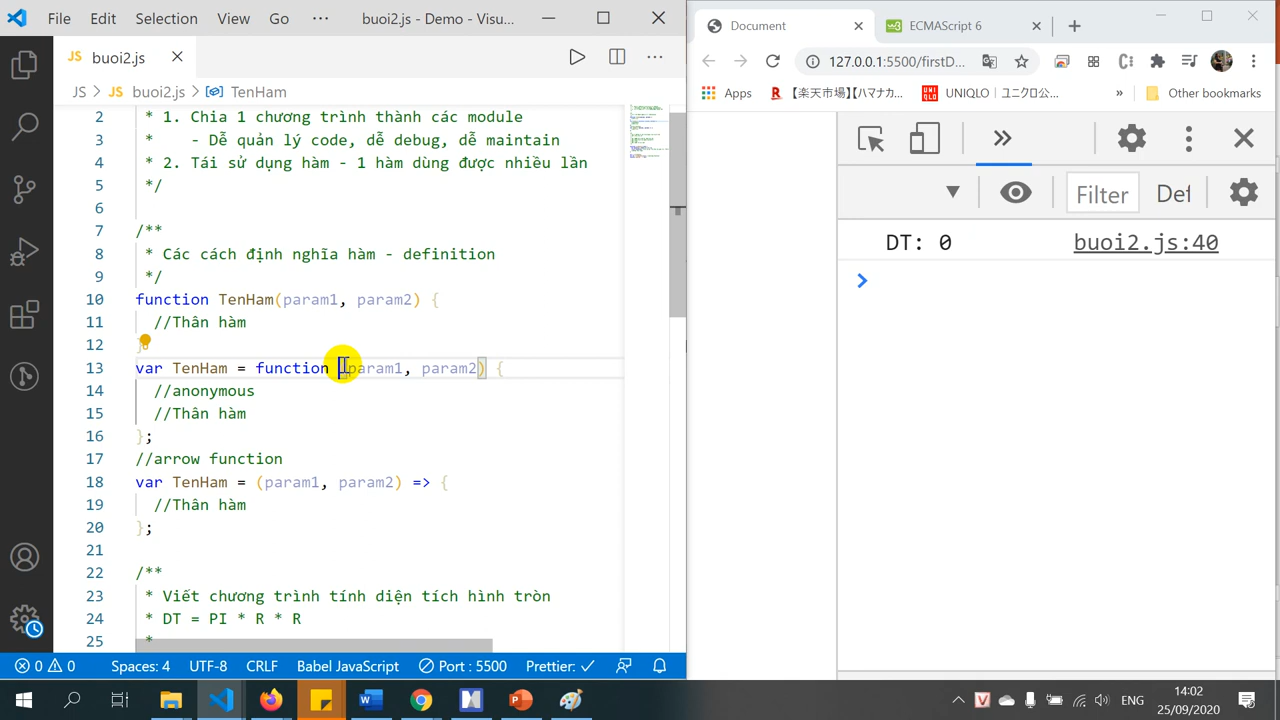 File Edit Selection View Go ··· buoi2.js - Demo - Visu...
JS buoi2.js
JS > JS buoi2.js > TenHam
2 * 1. Chia 1 chương trình thành các module
3 * Dễ quản lý code, dễ debug, dễ maintain
4 * 2. Tái sử dụng hàm - 1 hàm dùng được nhiều lần
5 */
6
7 /**
8 * Các cách định nghĩa hàm - definition
9 */
10 function TenHam(param1, param2) {
11 //Thân hàm
12 }
13 var TenHam = function (param1, param2) {
14 //anonymous
15 //Thân hàm
16 };
17 //arrow function
18 var TenHam = (param1, param2) => {
19 //Thân hàm
20 };
21
22 /**
23 * Viết chương trình tính diện tích hình tròn
24 * DT = PI * R * R
25 *
0 0 Spaces: 4 UTF-8 CRLF Babel JavaScript Port : 5500 Prettier: ✓
Document ECMAScript 6
127.0.0.1:5500/firstD...
Apps 【楽天市場】【ハマナカ... UNIQLO | ユニクロ公... » Other bookmarks
Filter Def
DT: 0 buoi2.js:40
ENG 14:02
25/09/2020